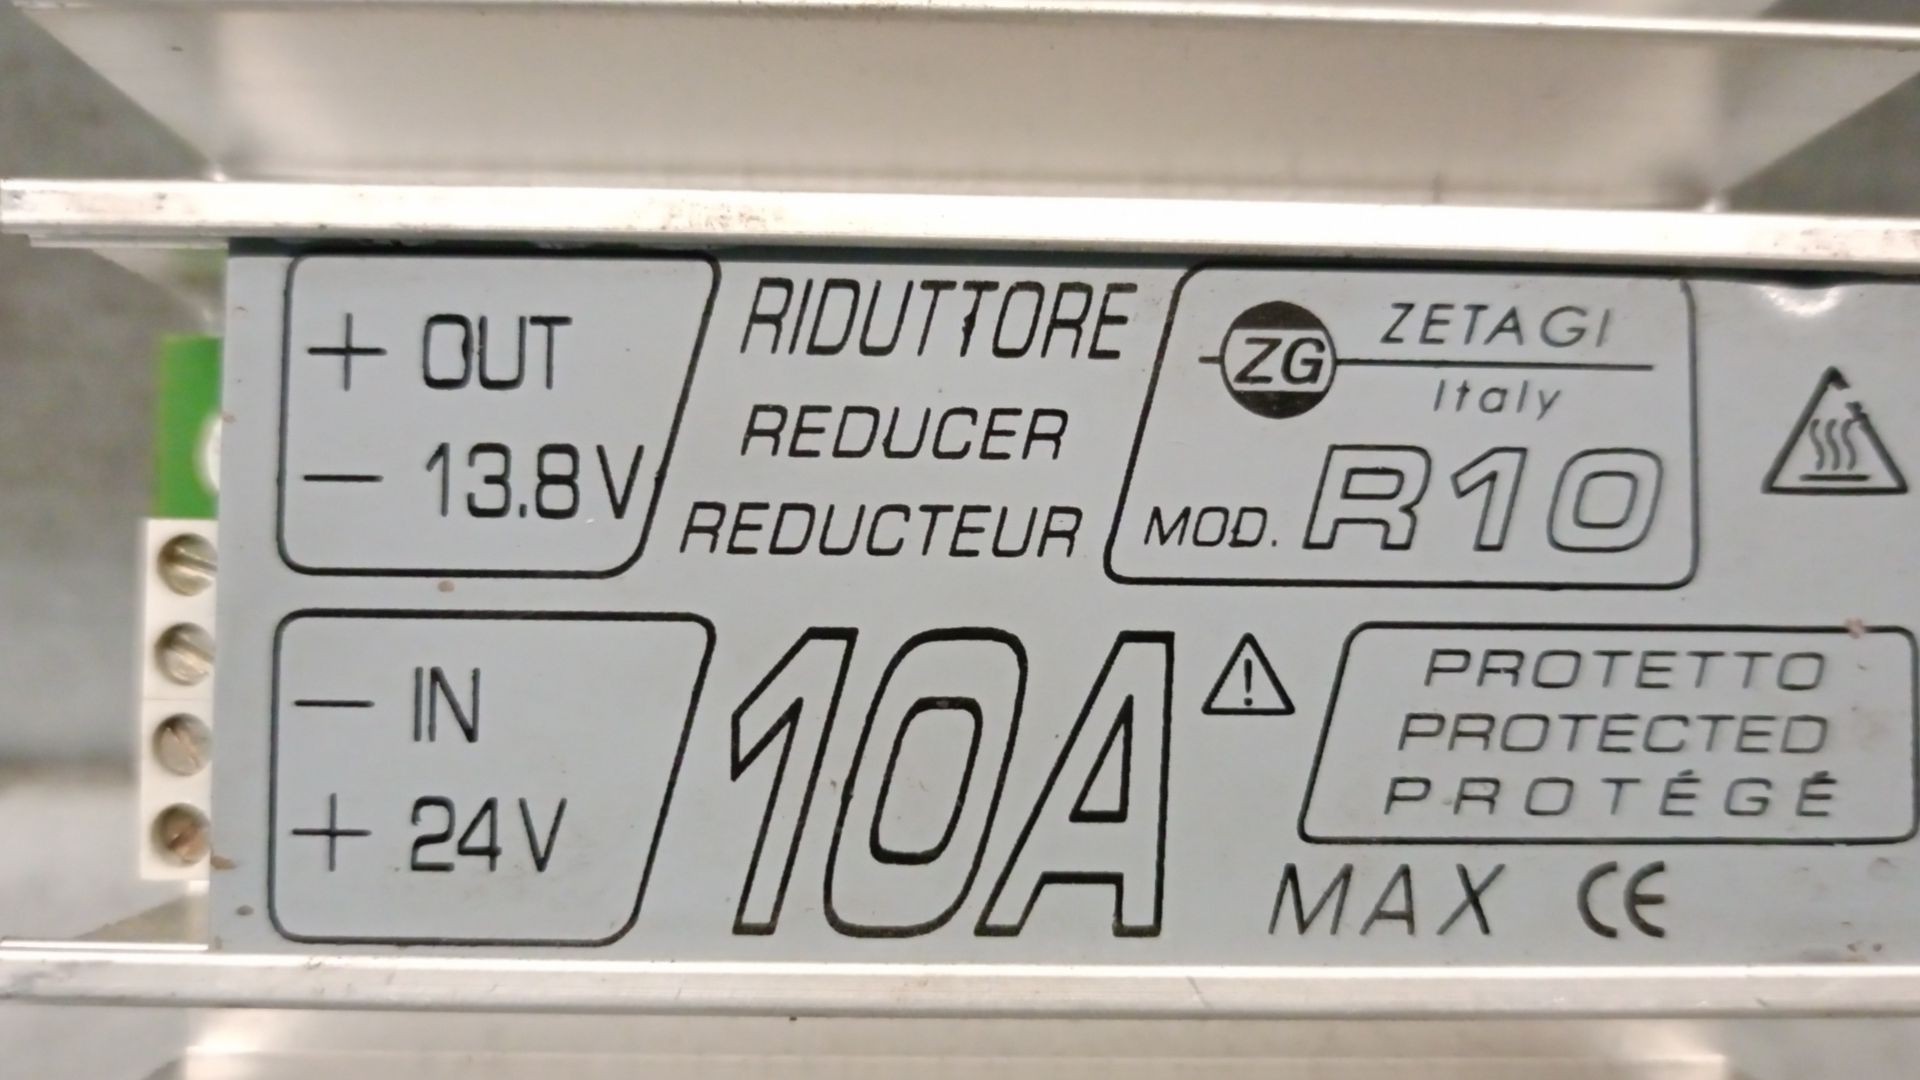 + OUT
− 13.8V
RIDUTTORE
REDUCER
REDUCTEUR
ZG ZETAGI
Italy
MOD. R10
− IN
+ 24V
10A
PROTETTO
PROTECTED
PROTÉGÉ
MAX CE